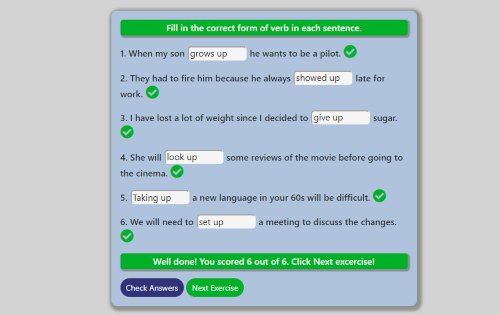 Fill in the correct form of verb in each sentence.
1. When my son grows up he wants to be a pilot.
2. They had to fire him because he always showed up late for
work.
3. I have lost a lot of weight since I decided to give up sugar.
4. She will look up some reviews of the movie before going to
the cinema.
5. Taking up a new language in your 60s will be difficult.
6. We will need to set up a meeting to discuss the changes.
Well done! You scored 6 out of 6. Click Next excercise!
Check Answers Next Exercise